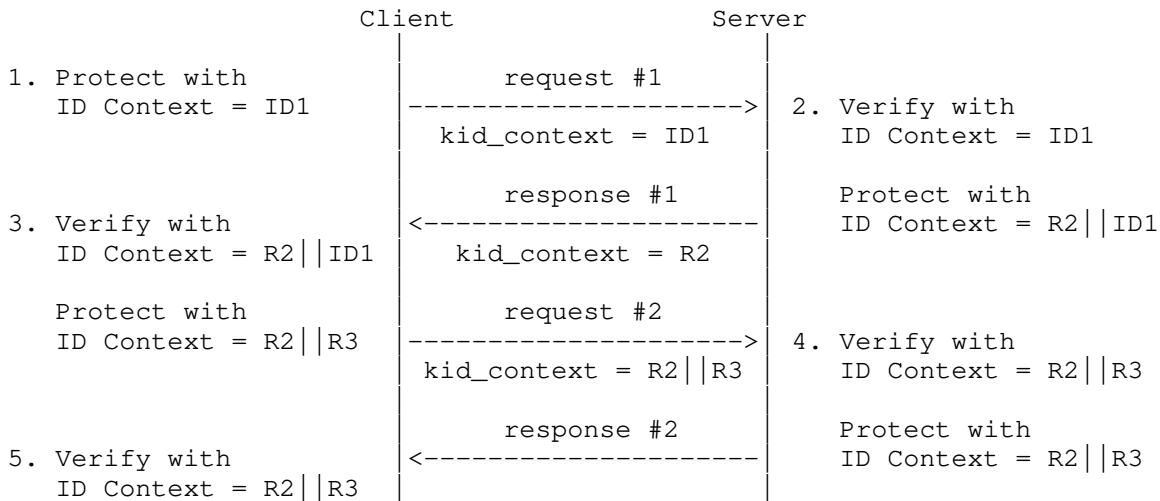 Client Server
1. Protect with request #1
ID Context = ID1 ---------------------> 2. Verify with
kid_context = ID1 ID Context = ID1
response #1 Protect with
3. Verify with <--------------------- ID Context = R2||ID1
ID Context = R2||ID1 kid_context = R2
Protect with request #2
ID Context = R2||R3 ---------------------> 4. Verify with
kid_context = R2||R3 ID Context = R2||R3
response #2 Protect with
5. Verify with <--------------------- ID Context = R2||R3
ID Context = R2||R3